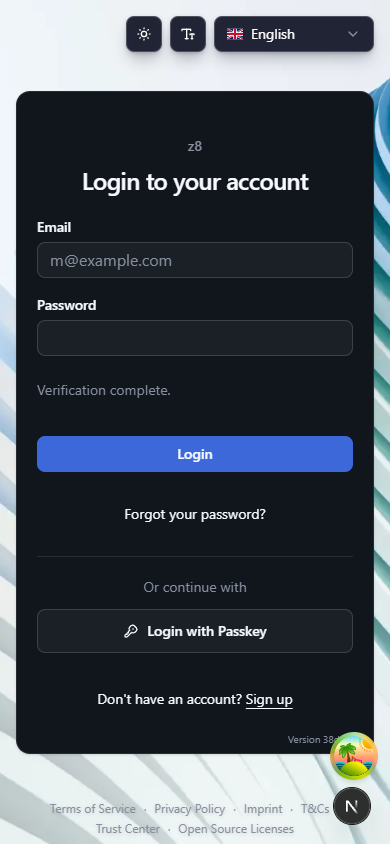 English
z8
Login to your account
Email
m@example.com
Password
Verification complete.
Login
Forgot your password?
Or continue with
Login with Passkey
Don't have an account? Sign up
Version
Terms of Service · Privacy Policy · Imprint · T&Cs
N
Trust Center · Open Source Licenses